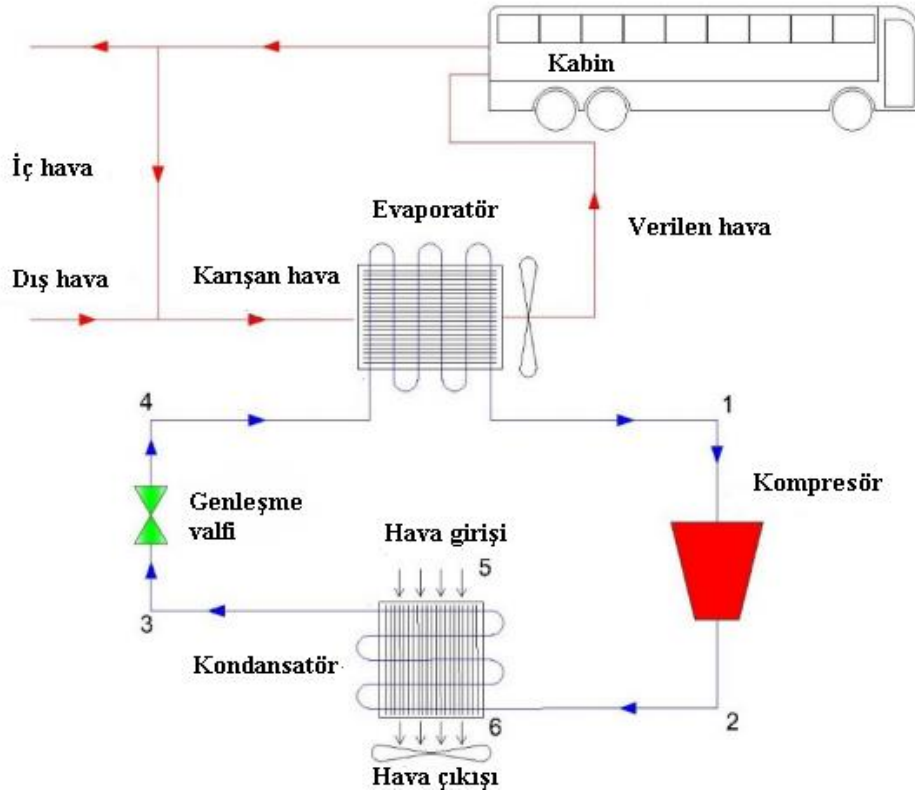 Kabin
İç hava
Evaporatör
Verilen hava
Dış hava
Karışan hava
4
1
Kompresör
Genleşme
valfi
Hava girişi
5
3
Kondansatör
6
2
Hava çıkışı